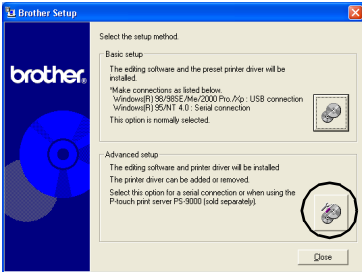 Brother Setup
Select the setup method.
brother®
Basic setup
The editing software and the preset printer driver will be
installed.
*Make connections as listed below.
Windows(R) 98/98SE/Me/2000 Pro./Xp : USB connection
Windows(R) 95/NT 4.0 : Serial connection
This option is normally selected.
Advanced setup
The editing software and printer driver will be installed
The printer driver can be added or removed.
Select this option for a serial connection or when using the
P-touch print server PS-9000 (sold separately).
Close